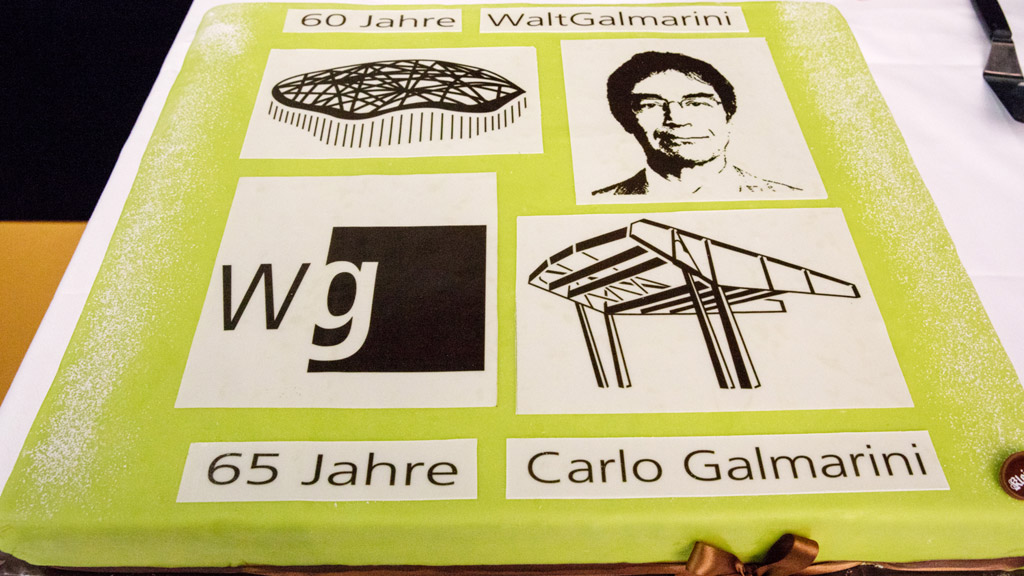 60 Jahre WaltGalmarini
wg
65 Jahre Carlo Galmarini